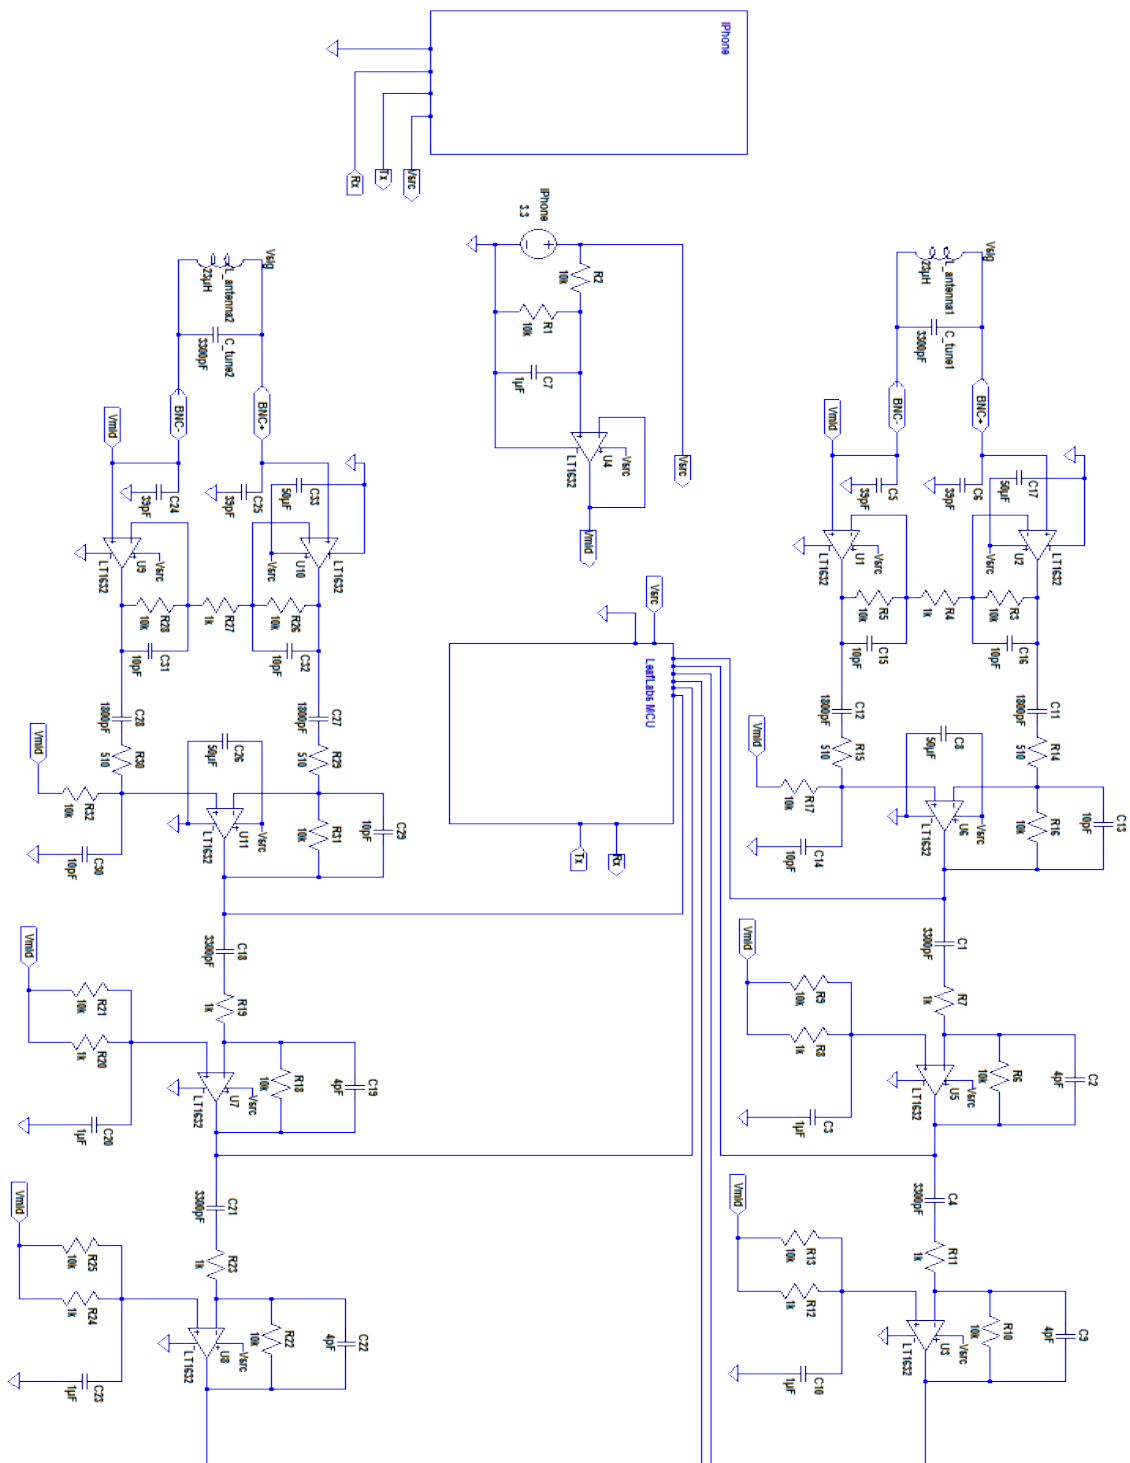 iPhone
Rx
Tx
Vsrc
iPhone
3.3
R2
10k
R1
10k
C7
1µF
U4
LT1632
Vsrc
Vsrc
Vmid
Vsig
L_antenna2
23µH
C_tune2
3300pF
BNC-
BNC+
Vmid
C24
39pF
C25
39pF
C33
50µF
U9
LT1632
Vsrc
U10
LT1632
Vsrc
R28
10k
R27
1k
R26
10k
C31
10pF
C32
10pF
C28
1800pF
C27
1800pF
R30
510
R29
510
Vmid
R32
10k
C26
50µF
U11
LT1632
Vsrc
R31
10k
C29
10pF
C30
10pF
C18
3300pF
R19
1k
Vmid
R21
10k
R20
1k
U7
LT1632
Vsrc
R18
10k
C19
4pF
C20
1µF
C21
3300pF
R23
1k
Vmid
R25
10k
R24
1k
U8
LT1632
Vsrc
R22
10k
C22
4pF
C23
1µF
Vsrc
LeafLabs MCU
Tx
Rx
Vsig
L_antenna1
23µH
C_tune1
3300pF
BNC-
BNC+
Vmid
C5
39pF
C6
39pF
C17
50µF
U1
LT1632
Vsrc
U2
LT1632
Vsrc
R5
10k
R4
1k
R3
10k
C15
10pF
C16
10pF
C12
1800pF
C11
1800pF
R15
510
R14
510
Vmid
R17
10k
C8
50µF
U6
LT1632
Vsrc
R16
10k
C13
10pF
C14
10pF
C1
3300pF
R7
1k
Vmid
R9
10k
R8
1k
U5
LT1632
Vsrc
R6
10k
C2
4pF
C3
1µF
C4
3300pF
R11
1k
Vmid
R13
10k
R12
1k
U3
LT1632
Vsrc
R10
10k
C9
4pF
C10
1µF